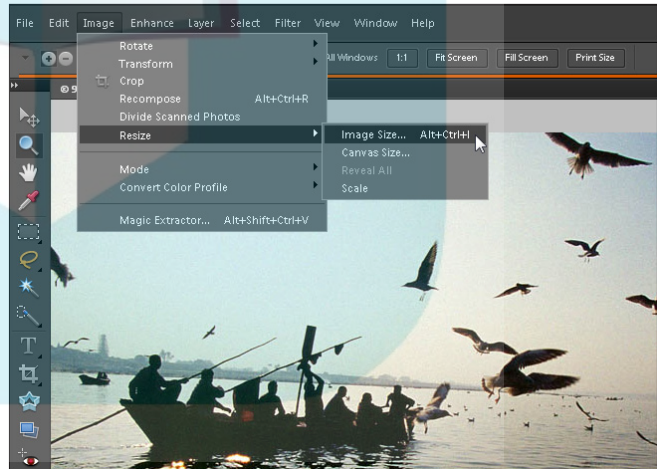 File Edit Image Enhance Layer Select Filter View Window Help
All Windows 1:1 Fit Screen Fill Screen Print Size
Rotate
Transform
Crop
Recompose Alt+Ctrl+R
Divide Scanned Photos
Resize
Image Size... Alt+Ctrl+I
Canvas Size...
Reveal All
Scale
Mode
Convert Color Profile
Magic Extractor... Alt+Shift+Ctrl+V
T